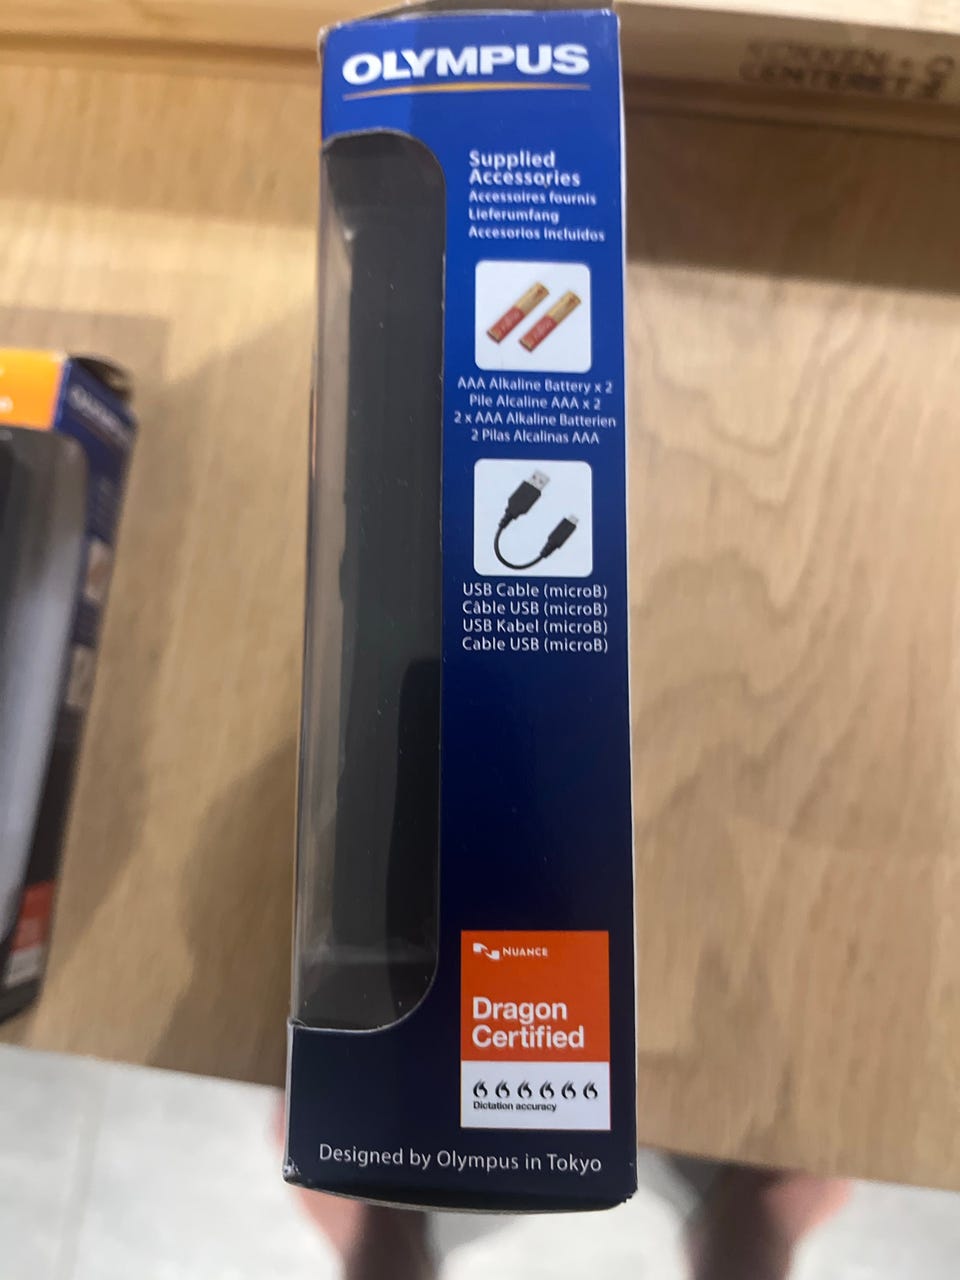 OLYMPUS
Supplied
Accessories
Accessoires fournis
Lieferumfang
Accesorios incluidos
AAA Alkaline Battery x 2
Pile Alcaline AAA x 2
2 x AAA Alkaline Batterien
2 Pilas Alcalinas AAA
USB Cable (microB)
Câble USB (microB)
USB Kabel (microB)
Cable USB (microB)
NUANCE
Dragon
Certified
Dictation accuracy
Designed by Olympus in Tokyo
OLYMPUS